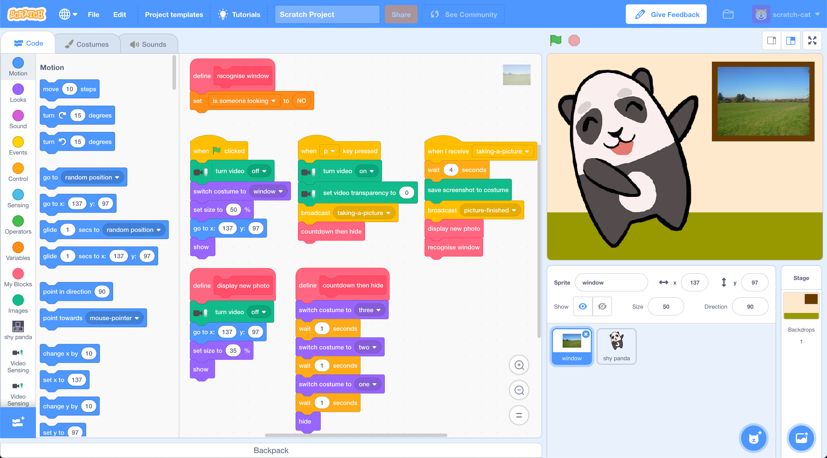 SCRATCH File Edit Project templates Tutorials Scratch Project Share See Community Give Feedback scratch-cat
Code Costumes Sounds
Motion
Looks
Sound
Events
Control
Sensing
Operators
Variables
My Blocks
Images
shy panda
Video
Sensing
Video
Sensing
Motion
move 10 steps
turn 15 degrees
turn 15 degrees
go to random position
go to x: 137 y: 97
glide 1 secs to random position
glide 1 secs to x: 137 y: 97
point in direction 90
point towards mouse-pointer
change x by 10
set x to 137
change y by 10
set y to 97
define recognise window
set is someone looking to NO
when clicked
turn video off
switch costume to window
set size to 50 %
go to x: 137 y: 97
show
when p key pressed
turn video on
set video transparency to 0
broadcast taking-a-picture
countdown then hide
when I receive taking-a-picture
wait 4 seconds
save screenshot to costume
broadcast picture-finished
display new photo
recognise window
define display new photo
turn video off
go to x: 137 y: 97
set size to 35 %
show
define countdown then hide
switch costume to three
wait 1 seconds
switch costume to two
wait 1 seconds
switch costume to one
wait 1 seconds
hide
Backpack
Sprite window x 137 y 97
Show Size 50 Direction 90
window
shy panda
Stage
Backdrops
1